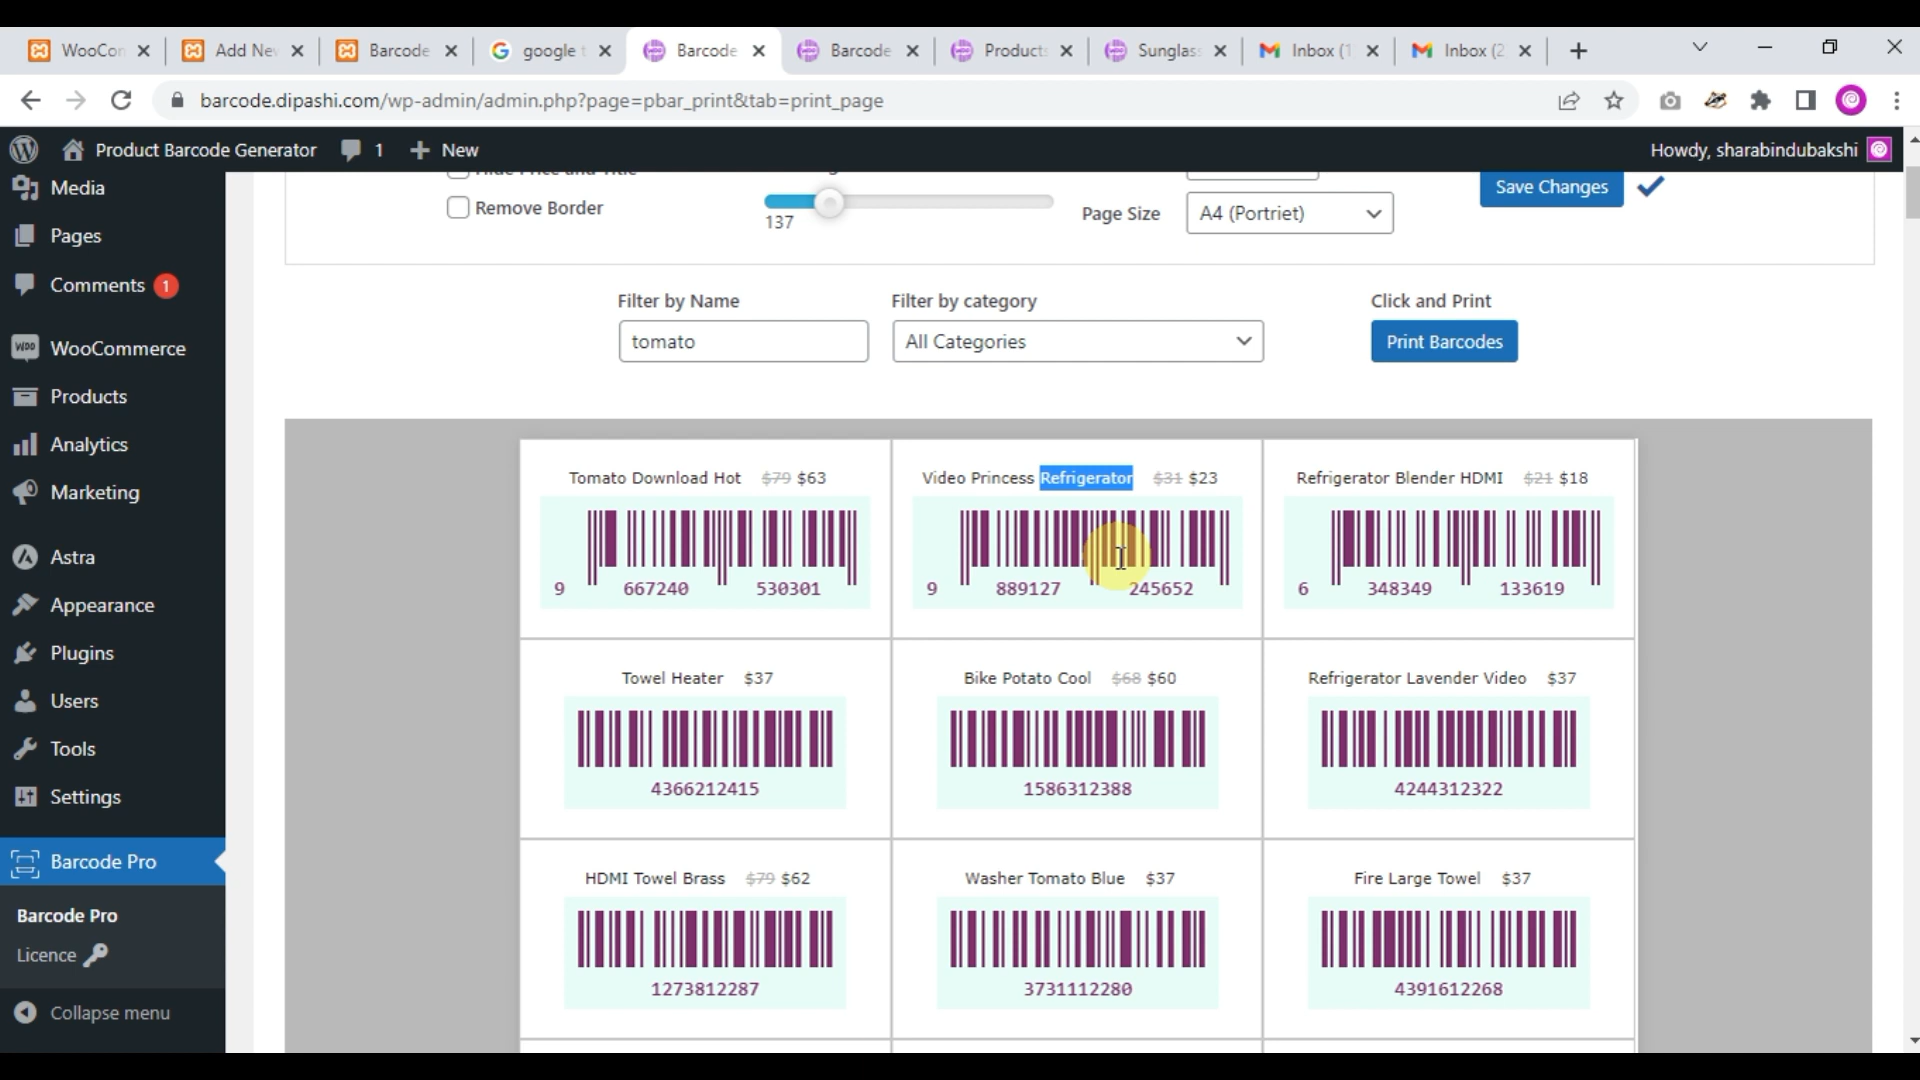 WooCon
Add Nev
Barcode
google t
Barcode
Barcode
Products
Sunglas
Inbox (1
Inbox (2
barcode.dipashi.com/wp-admin/admin.php?page=pbar_print&tab=print_page
Product Barcode Generator 1 New
Howdy, sharabindubakshi
Media
Pages
Comments 1
WooCommerce
Products
Analytics
Marketing
Astra
Appearance
Plugins
Users
Tools
Settings
Barcode Pro
Barcode Pro
Licence
Collapse menu
Hide Price and Title
Remove Border
137
Page Size A4 (Portriet)
Save Changes
Filter by Name
tomato
Filter by category
All Categories
Click and Print
Print Barcodes
Tomato Download Hot $79 $63
9 667240 530301
Video Princess Refrigerator $31 $23
9 889127 245652
Refrigerator Blender HDMI $21 $18
6 348349 133619
Towel Heater $37
4366212415
Bike Potato Cool $68 $60
1586312388
Refrigerator Lavender Video $37
4244312322
HDMI Towel Brass $79 $62
1273812287
Washer Tomato Blue $37
3731112280
Fire Large Towel $37
4391612268